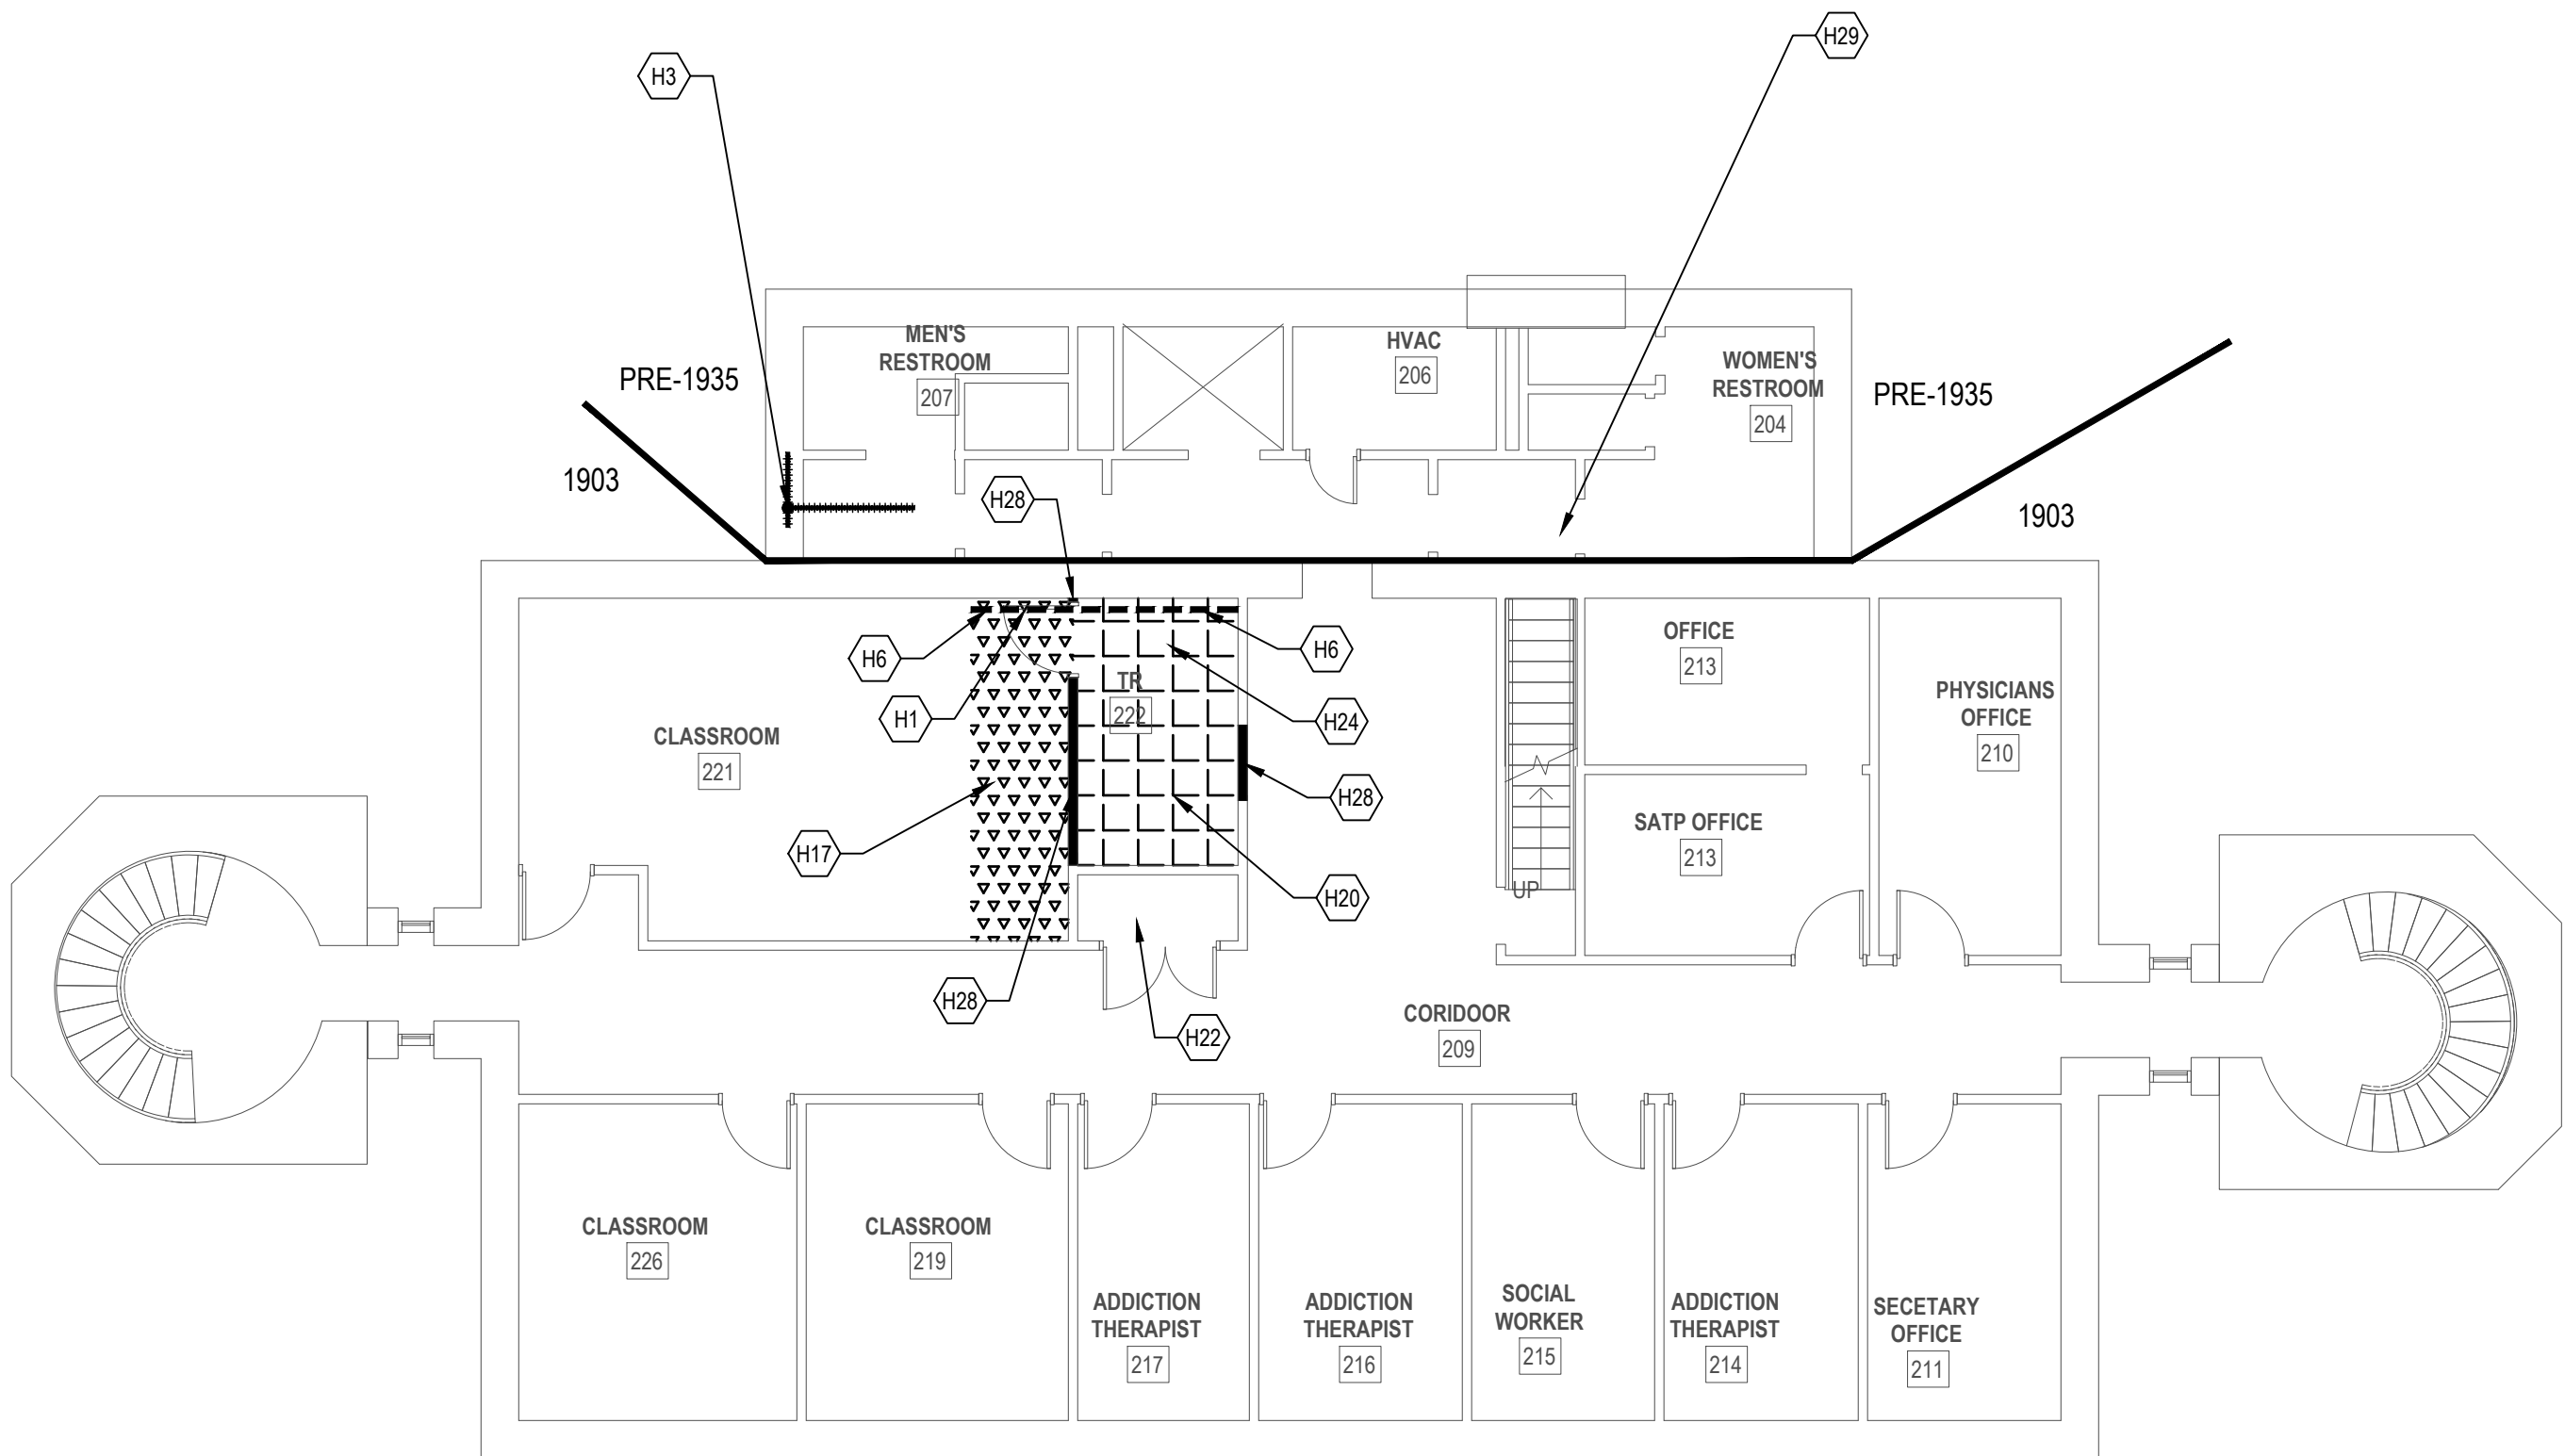 H29
H3
MEN'S
RESTROOM
207
HVAC
206
WOMEN'S
RESTROOM
204
PRE-1935
PRE-1935
1903
1903
H28
H6
H6
H1
H24
TR
222
OFFICE
213
PHYSICIANS
OFFICE
210
CLASSROOM
221
H28
H17
SATP OFFICE
213
H20
UP
H28
H22
CORIDOOR
209
CLASSROOM
226
CLASSROOM
219
ADDICTION
THERAPIST
217
ADDICTION
THERAPIST
216
SOCIAL
WORKER
215
ADDICTION
THERAPIST
214
SECETARY
OFFICE
211